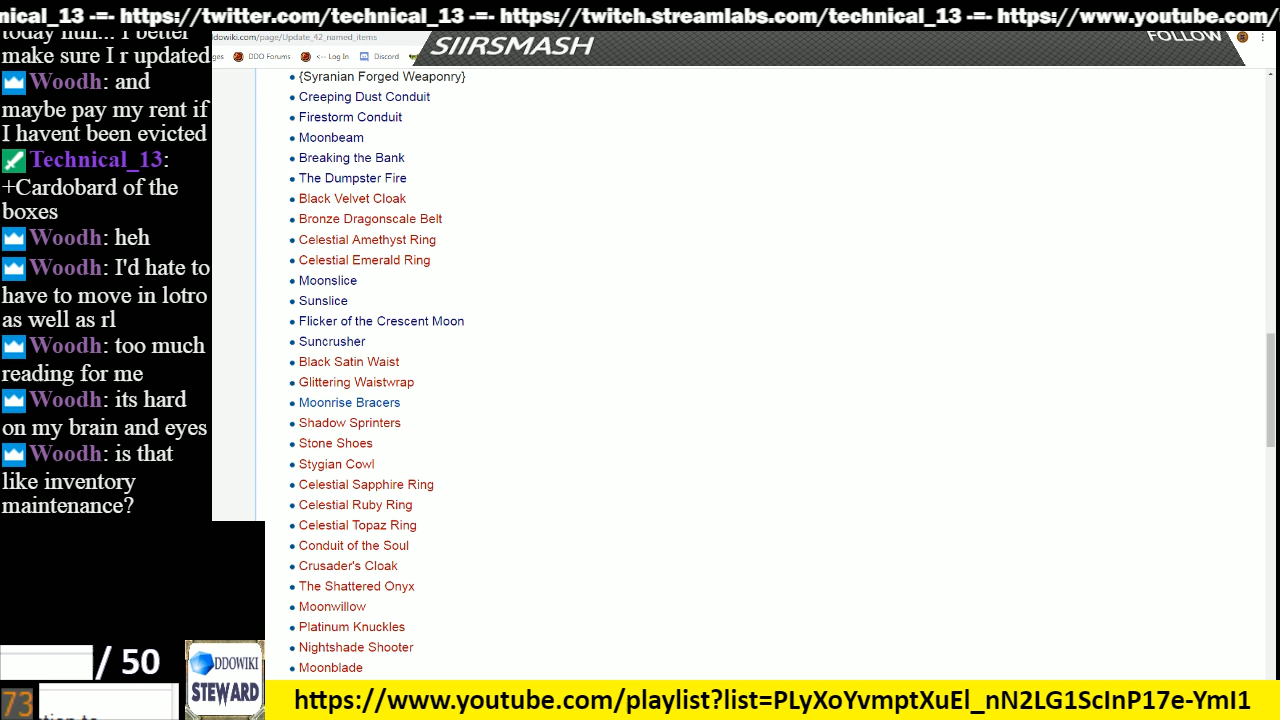 nical_13 -=- https://twitter.com/technical_13 -=- https://twitch.streamlabs.com/technical_13 -=- https://www.youtube.com/
today huh... I better
make sure I r updated
Woodh: and
maybe pay my rent if
I havent been evicted
Technical_13:
+Cardobard of the
boxes
Woodh: heh
Woodh: I'd hate to
have to move in lotro
as well as rl
Woodh: too much
reading for me
Woodh: its hard
on my brain and eyes
Woodh: is that
like inventory
maintenance?
.com/page/Update_42_named_items
DDO Forums
<-- Log In
Discord
SIIRSMASH
FOLLOW
{Syranian Forged Weaponry}
Creeping Dust Conduit
Firestorm Conduit
Moonbeam
Breaking the Bank
The Dumpster Fire
Black Velvet Cloak
Bronze Dragonscale Belt
Celestial Amethyst Ring
Celestial Emerald Ring
Moonslice
Sunslice
Flicker of the Crescent Moon
Suncrusher
Black Satin Waist
Glittering Waistwrap
Moonrise Bracers
Shadow Sprinters
Stone Shoes
Stygian Cowl
Celestial Sapphire Ring
Celestial Ruby Ring
Celestial Topaz Ring
Conduit of the Soul
Crusader's Cloak
The Shattered Onyx
Moonwillow
Platinum Knuckles
Nightshade Shooter
Moonblade
/ 50
73
DDOWIKI
STEWARD
https://www.youtube.com/playlist?list=PLyXoYvmptXuEl_nN2LG1ScInP17e-YmI1